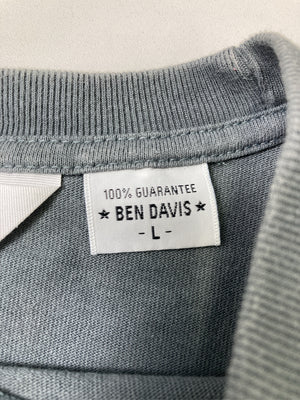 100% GUARANTEE
★ BEN DAVIS ★
- L -